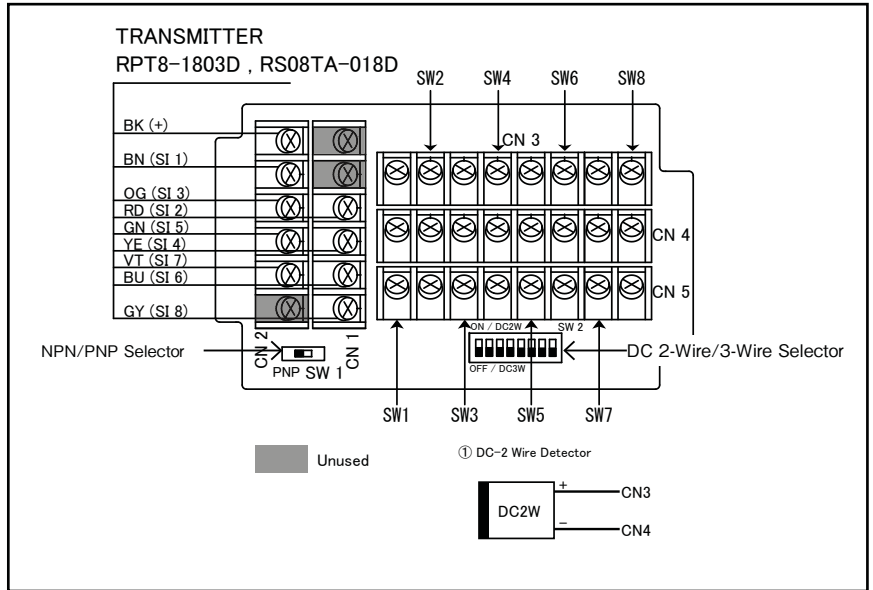 TRANSMITTER
RPT8-1803D , RS08TA-018D
SW2
SW4
SW6
SW8
BK (+)
CN 3
BN (SI 1)
OG (SI 3)
RD (SI 2)
GN (SI 5)
YE (SI 4)
VT (SI 7)
BU (SI 6)
GY (SI 8)
CN 4
CN 5
CN 2
CN 1
NPN/PNP Selector
PNP SW 1
ON / DC2W
SW 2
OFF / DC3W
DC 2-Wire/3-Wire Selector
SW1
SW3
SW5
SW7
Unused
① DC-2 Wire Detector
DC2W
+
CN3
−
CN4